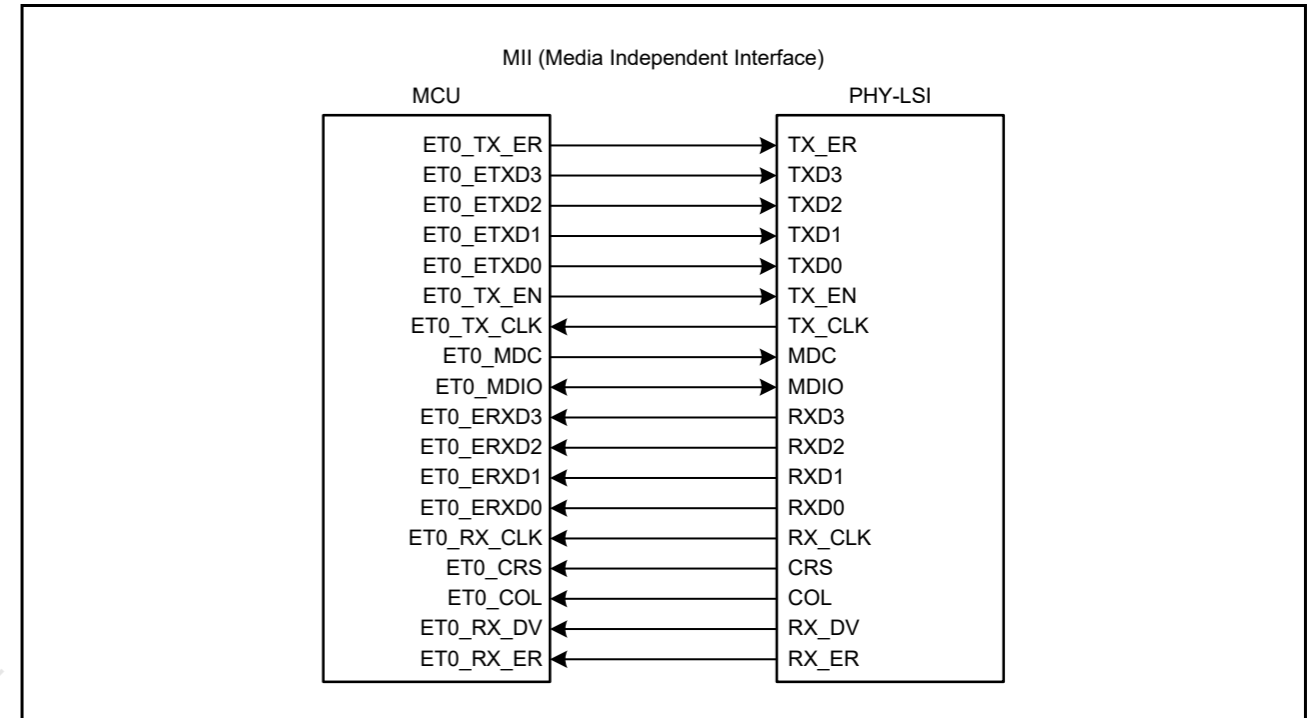 MII (Media Independent Interface)
MCU PHY-LSI
ET0_TX_ER TX_ER
ET0_ETXD3 TXD3
ET0_ETXD2 TXD2
ET0_ETXD1 TXD1
ET0_ETXD0 TXD0
ET0_TX_EN TX_EN
ET0_TX_CLK TX_CLK
ET0_MDC MDC
ET0_MDIO MDIO
ET0_ERXD3 RXD3
ET0_ERXD2 RXD2
ET0_ERXD1 RXD1
ET0_ERXD0 RXD0
ET0_RX_CLK RX_CLK
ET0_CRS CRS
ET0_COL COL
ET0_RX_DV RX_DV
ET0_RX_ER RX_ER